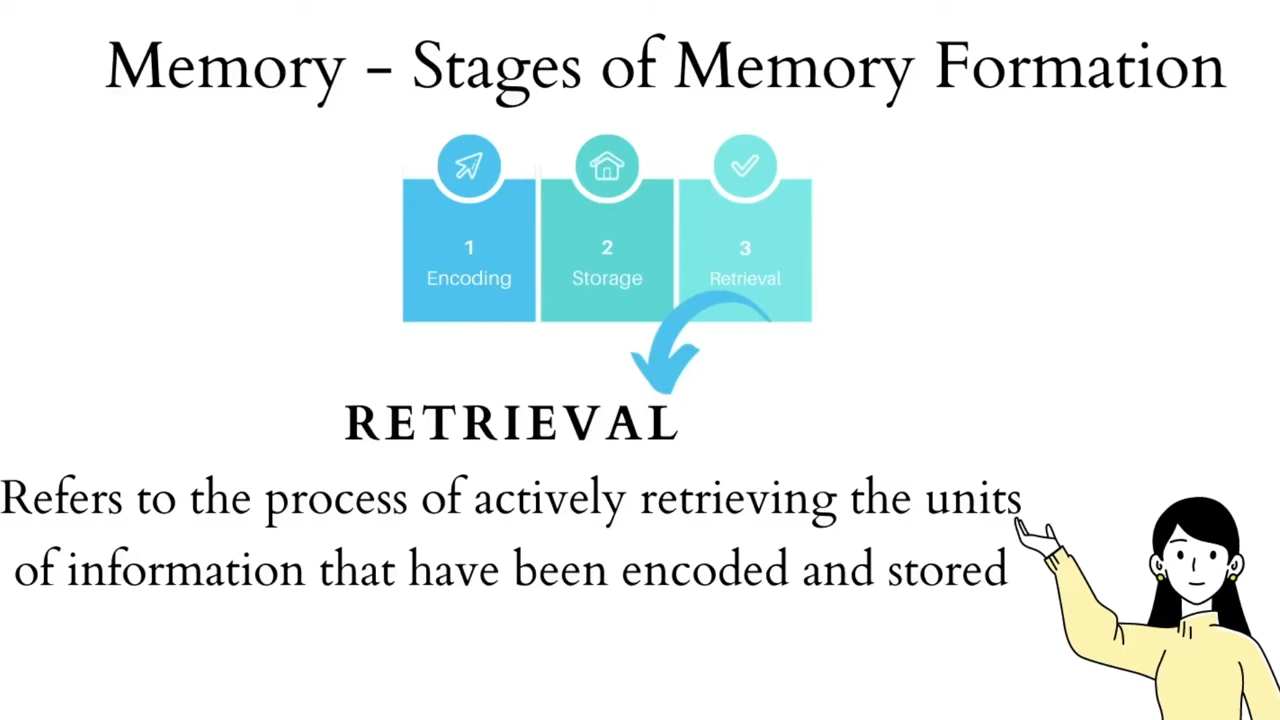 Memory - Stages of Memory Formation
1
2
3
Encoding
Storage
Retrieval
RETRIEVAL
Refers to the process of actively retrieving the units
of information that have been encoded and stored